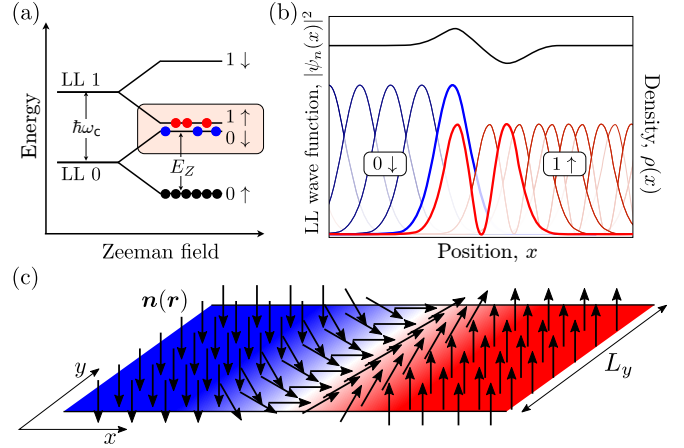 (a)
Energy
LL 1
ħω_c
LL 0
1 ↓
1 ↑
0 ↓
E_Z
0 ↑
Zeeman field
(b)
LL wave function, |ψ_n(x)|^2
0 ↓
1 ↑
Density, ρ(x)
Position, x
(c)
n(r)
y
x
L_y